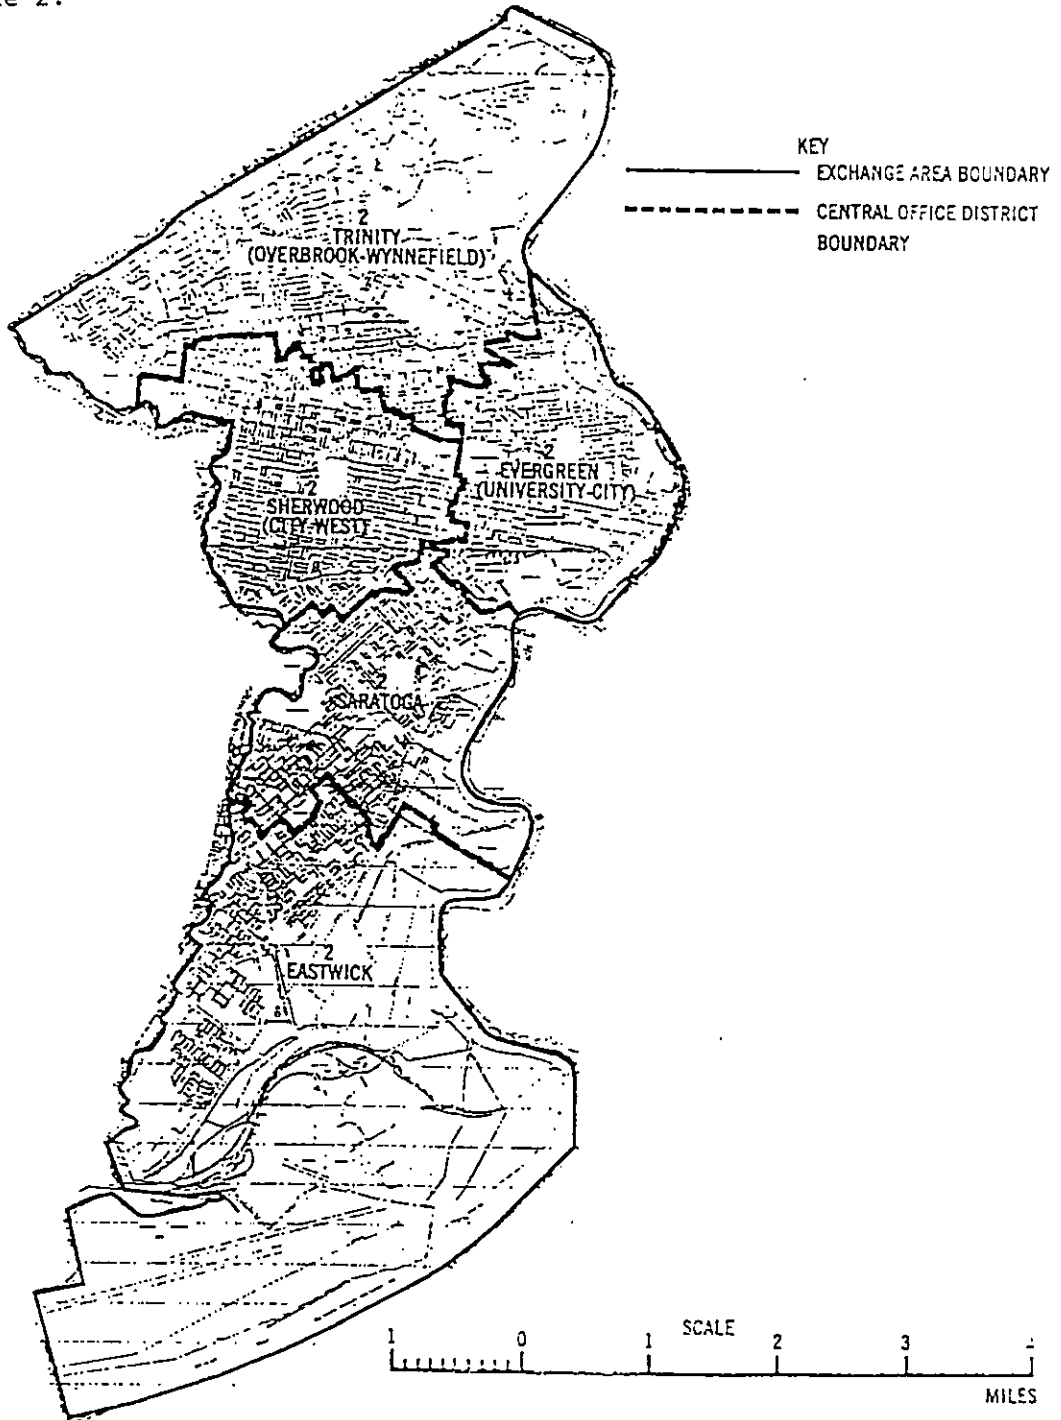 KEY
EXCHANGE AREA BOUNDARY
CENTRAL OFFICE DISTRICT
BOUNDARY
2
TRINITY
(OVERBROOK-WYNNEFIELD)
2
EVERGREEN
(UNIVERSITY-CITY)
2
SHERWOOD
(CITY-WEST)
2
SARATOGA
2
EASTWICK
SCALE
1 0 1 2 3
MILES